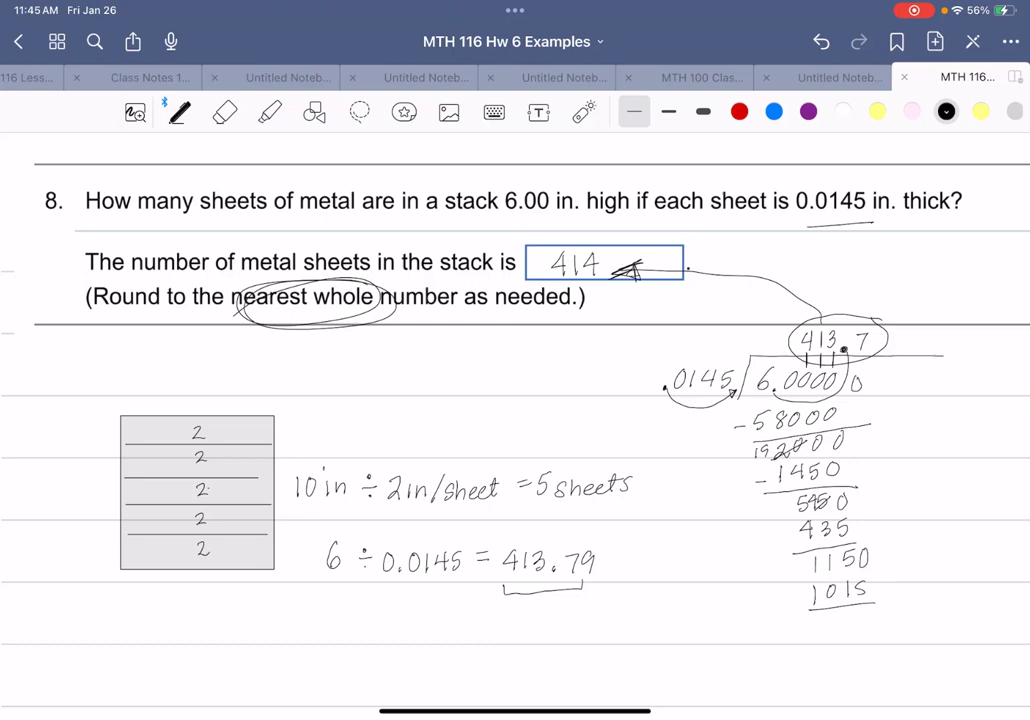 11:45 AM Fri Jan 26
56%
MTH 116 Hw 6 Examples
116 Less...
Class Notes 1...
Untitled Noteb...
Untitled Noteb...
Untitled Noteb...
MTH 100 Clas...
Untitled Noteb...
MTH 116...
8. How many sheets of metal are in a stack 6.00 in. high if each sheet is 0.0145 in. thick?
The number of metal sheets in the stack is 414.
(Round to the nearest whole number as needed.)
413.7
.0145. 6.0000 0
- 58000
- 1450
435
1150
1015
2
2
2
2
2
10 in ÷ 2 in/sheet = 5 sheets
6 ÷ 0.0145 = 413.79